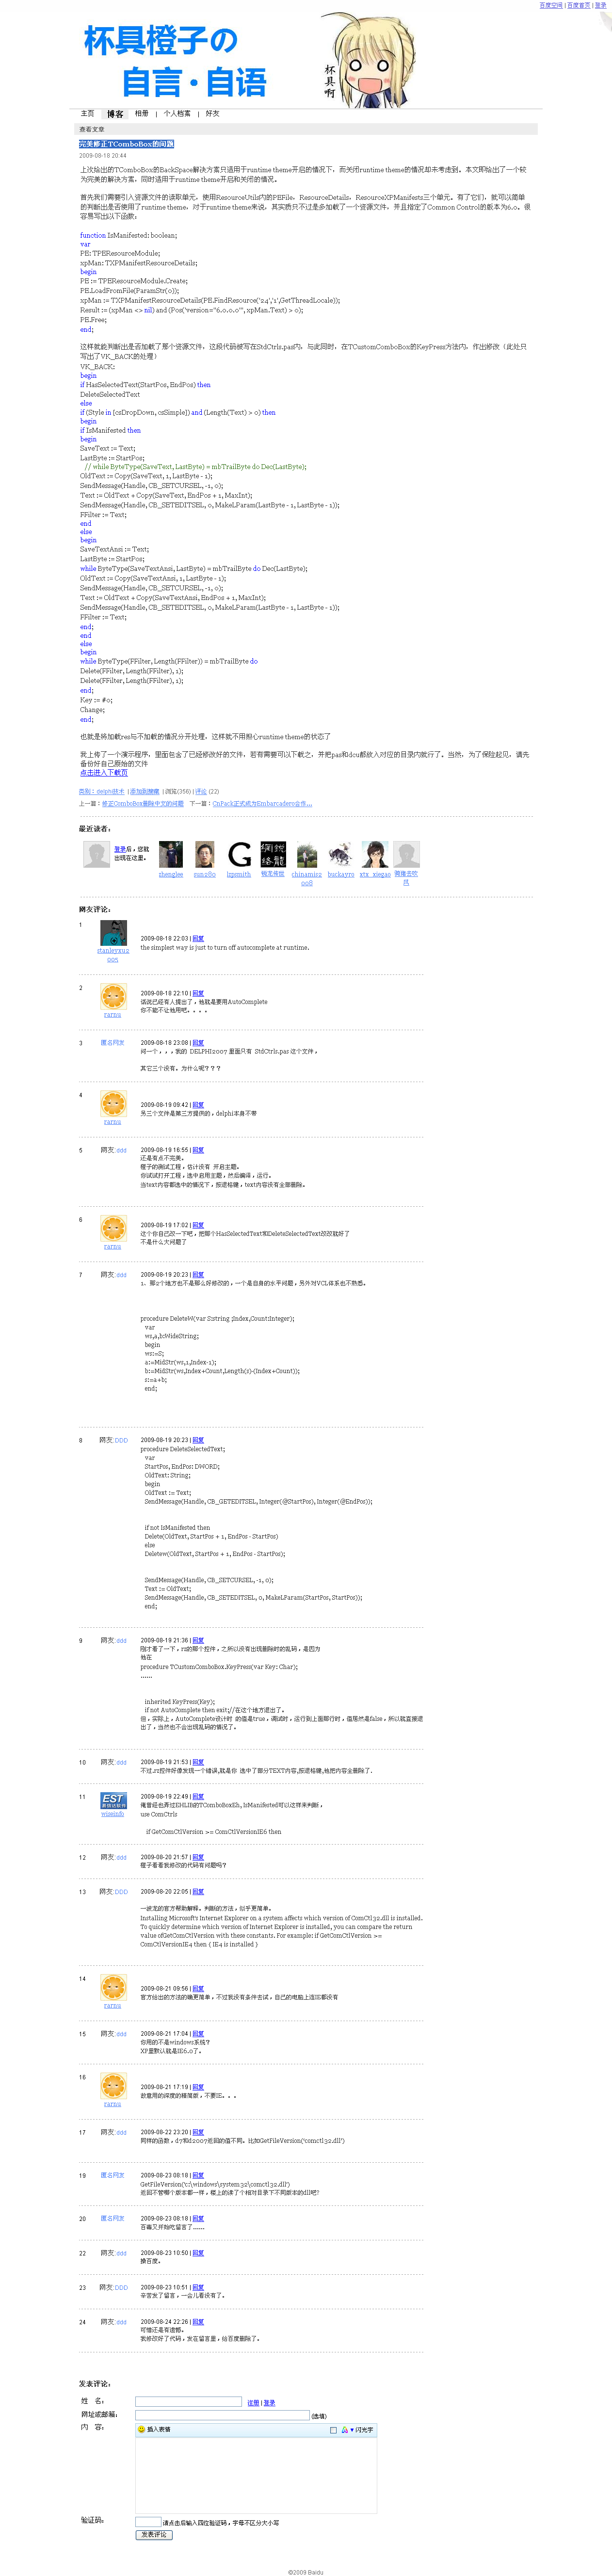 百度空间 | 百度首页 | 登录
杯具橙子の
自言·自语
杯具啊
主页 博客 相册 | 个人档案 | 好友
查看文章
完美修正TComboBox的问题
2009-08-18 20:44
上次给出的TComboBox的BackSpace解决方案只适用于runtime theme开启的情况下，而关闭runtime theme的情况却未考虑到。本文即给出了一个较
为完美的解决方案，同时适用于runtime theme开启和关闭的情况。
首先我们需要引入资源文件的读取单元，使用ResourceUtils内的PEFile，ResourceDetails，ResourceXPManifests三个单元。有了它们，就可以简单
的判断出是否使用了runtime theme，对于runtime theme来说，其实质只不过是多加载了一个资源文件，并且指定了Common Control的版本为6.0。很
容易写出以下函数：
function IsManifested: boolean;
var
PE: TPEResourceModule;
xpMan: TXPManifestResourceDetails;
begin
PE := TPEResourceModule.Create;
PE.LoadFromFile(ParamStr(0));
xpMan := TXPManifestResourceDetails(PE.FindResource('24','1',GetThreadLocale));
Result := (xpMan <> nil) and (Pos('version="6.0.0.0"', xpMan.Text) > 0);
PE.Free;
end;
这样就能判断出是否加载了那个资源文件，这段代码被写在StdCtrls.pas内，与此同时，在TCustomComboBox的KeyPress方法内，作出修改（此处只
写出了VK_BACK的处理）
VK_BACK:
begin
if HasSelectedText(StartPos, EndPos) then
DeleteSelectedText
else
if (Style in [csDropDown, csSimple]) and (Length(Text) > 0) then
begin
if IsManifested then
begin
SaveText := Text;
LastByte := StartPos;
// while ByteType(SaveText, LastByte) = mbTrailByte do Dec(LastByte);
OldText := Copy(SaveText, 1, LastByte - 1);
SendMessage(Handle, CB_SETCURSEL, -1, 0);
Text := OldText + Copy(SaveText, EndPos + 1, MaxInt);
SendMessage(Handle, CB_SETEDITSEL, 0, MakeLParam(LastByte - 1, LastByte - 1));
FFilter := Text;
end
else
begin
SaveTextAnsi := Text;
LastByte := StartPos;
while ByteType(SaveTextAnsi, LastByte) = mbTrailByte do Dec(LastByte);
OldText := Copy(SaveTextAnsi, 1, LastByte - 1);
SendMessage(Handle, CB_SETCURSEL, -1, 0);
Text := OldText + Copy(SaveTextAnsi, EndPos + 1, MaxInt);
SendMessage(Handle, CB_SETEDITSEL, 0, MakeLParam(LastByte - 1, LastByte - 1));
FFilter := Text;
end;
end
else
begin
while ByteType(FFilter, Length(FFilter)) = mbTrailByte do
Delete(FFilter, Length(FFilter), 1);
Delete(FFilter, Length(FFilter), 1);
end;
Key := #0;
Change;
end;
也就是将加载res与不加载的情况分开处理，这样就不用担心runtime theme的状态了
我上传了一个演示程序，里面包含了已经修改好的文件，若有需要可以下载之，并把pas和dcu都放入对应的目录内就行了。当然，为了保险起见，请先
备份好自己原始的文件
点击进入下载页
类别：delphi技术 | 添加到搜藏 | 浏览(356) | 评论 (22)
上一篇：修正ComboBox删除中文的问题 下一篇：CnPack正式成为Embarcadero合作...
最近读者：
登录后，您就
出现在这里。
zhenglee
sun280
lzpsmith
chinamis2
008
buckayru
xtx_xiegao
网友评论：
1
stanleyxu2
005
2009-08-18 22:03 | 回复
the simplest way is just to turn off autocomplete at runtime.
2
rarnu
2009-08-18 22:10 | 回复
话说已经有人提出了，他就是要用AutoComplete
你不能不让他用吧。。。。
3 匿名网友 2009-08-18 23:08 | 回复
问一个，，，我的 DELPHI2007 里面只有 StdCtrls.pas 这个文件，
其它三个没有。为什么呢？？？
4
rarnu
2009-08-19 09:42 | 回复
另三个文件是第三方提供的，delphi本身不带
5 网友:ddd 2009-08-19 16:55 | 回复
还是有点不完美。
橙子的测试工程，估计没有 开启主题。
你试试打开工程，选中启用主题，然后编译，运行。
当text内容都选中的情况下，按退格键，text内容没有全部删除。
6
rarnu
2009-08-19 17:02 | 回复
这个你自己改一下吧，把那个HasSelectedText和DeleteSelectedText改改就好了
不是什么大问题了
7 网友:ddd 2009-08-19 20:23 | 回复
1、那2个地方也不是那么好修改的，一个是自身的水平问题，另外对VCL体系也不熟悉。
procedure DeleteW(var S:string ;Index,Count:Integer);
var
ws,a,b:WideString;
begin
ws:=S;
a:=MidStr(ws,1,Index-1);
b:=MidStr(ws,Index+Count,Length(s)-(Index+Count));
s:=a+b;
end;
8 网友:DDD 2009-08-19 20:23 | 回复
procedure DeleteSelectedText;
var
StartPos, EndPos: DWORD;
OldText: String;
begin
OldText := Text;
SendMessage(Handle, CB_GETEDITSEL, Integer(@StartPos), Integer(@EndPos));
if not IsManifested then
Delete(OldText, StartPos + 1, EndPos - StartPos)
else
Deletew(OldText, StartPos + 1, EndPos - StartPos);
SendMessage(Handle, CB_SETCURSEL, -1, 0);
Text := OldText;
SendMessage(Handle, CB_SETEDITSEL, 0, MakeLParam(StartPos, StartPos));
end;
9 网友:ddd 2009-08-19 21:36 | 回复
刚才看了一下，rz的那个控件，之所以没有出现删除时的乱码，是因为
他在
procedure TCustomComboBox.KeyPress(var Key: Char);
......
inherited KeyPress(Key);
if not AutoComplete then exit;//在这个地方退出了。
但，实际上，AutoComplete设计时 的值是true，调试时，运行到上面那行时，值居然是false，所以就直接退
出了，当然也不会出现乱码的情况了。
10 网友:ddd 2009-08-19 21:53 | 回复
不过.rz控件好像发现一个错误,就是你 选中了部分TEXT内容,按退格键,他把内容全删除了.
11 EST
wiseinfo
2009-08-19 22:49 | 回复
俺曾经也弄过EHLIB的TComboBoxEh, IsManifested可以这样来判断，
use ComCtrls
if GetComCtlVersion >= ComCtlVersionIE6 then
12 网友:ddd 2009-08-20 21:57 | 回复
橙子看看我修改的代码有问题吗？
13 网友:DDD 2009-08-20 22:05 | 回复
一波龙的官方帮助解释。判断的方法，似乎更简单。
Installing Microsoft's Internet Explorer on a system affects which version of ComCtl32.dll is installed.
To quickly determine which version of Internet Explorer is installed, you can compare the return
value ofGetComCtlVersion with these constants. For example: if GetComCtlVersion >=
ComCtlVersionIE4 then { IE4 is installed }
14
rarnu
2009-08-21 09:56 | 回复
官方给出的方法的确更简单，不过我没有条件去试，自己的电脑上连IE都没有
15 网友:ddd 2009-08-21 17:04 | 回复
你用的不是windows系统？
XP里默认就是IE6.0了。
16
rarnu
2009-08-21 17:19 | 回复
故意用的深度的精简版，不要IE。。。
17 网友:ddd 2009-08-22 23:20 | 回复
同样的函数，d7和d2007返回的值不同。比如GetFileVersion('comctl32.dll')
19 匿名网友 2009-08-23 08:18 | 回复
GetFileVersion('c:\windows\system32\comctl32.dll')
返回不管哪个版本都一样，楼上的读了个相对目录下不同版本的dll吧？
20 匿名网友 2009-08-23 08:18 | 回复
百毒又开始吃留言了......
22 网友:ddd 2009-08-23 10:50 | 回复
操百度。
23 网友:DDD 2009-08-23 10:51 | 回复
辛苦发了留言，一会儿看没有了。
24 网友:ddd 2009-08-24 22:26 | 回复
可惜还是有遗憾。
我修改好了代码，发在留言里，给百度删除了。
发表评论：
姓 名： 注册 | 登录
网址或邮箱： (选填)
内 容： 插入表情 闪光字
验证码： 请点击后输入四位验证码，字母不区分大小写
发表评论
©2009 Baidu